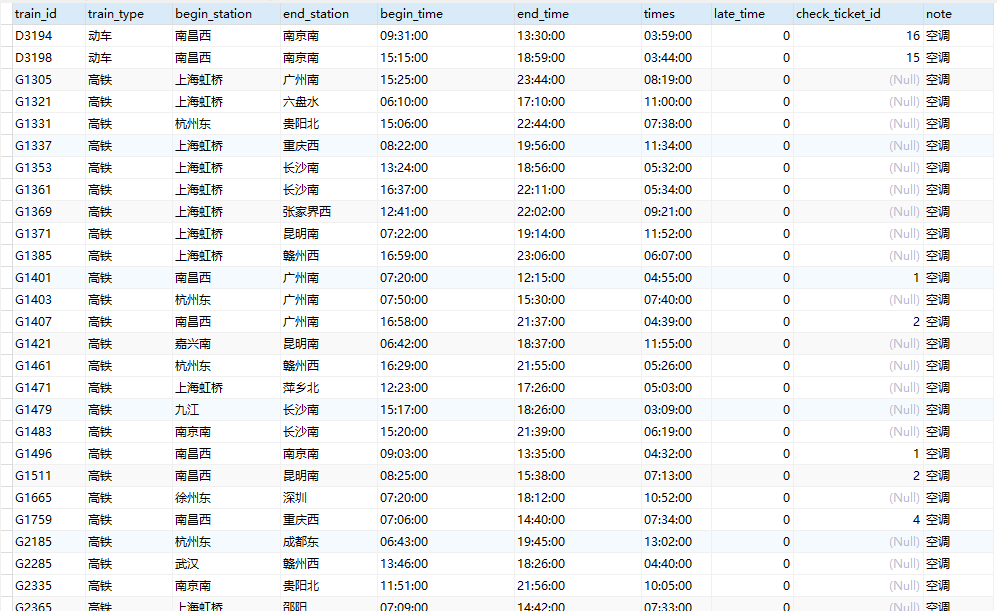 train_id train_type begin_station end_station begin_time end_time times late_time check_ticket_id note
D3194 动车 南昌西 南京南 09:31:00 13:30:00 03:59:00 0 16 空调
D3198 动车 南昌西 南京南 15:15:00 18:59:00 03:44:00 0 15 空调
G1305 高铁 上海虹桥 广州南 15:25:00 23:44:00 08:19:00 0 (Null) 空调
G1321 高铁 上海虹桥 六盘水 06:10:00 17:10:00 11:00:00 0 (Null) 空调
G1331 高铁 杭州东 贵阳北 15:06:00 22:44:00 07:38:00 0 (Null) 空调
G1337 高铁 上海虹桥 重庆西 08:22:00 19:56:00 11:34:00 0 (Null) 空调
G1353 高铁 上海虹桥 长沙南 13:24:00 18:56:00 05:32:00 0 (Null) 空调
G1361 高铁 上海虹桥 长沙南 16:37:00 22:11:00 05:34:00 0 (Null) 空调
G1369 高铁 上海虹桥 张家界西 12:41:00 22:02:00 09:21:00 0 (Null) 空调
G1371 高铁 上海虹桥 昆明南 07:22:00 19:14:00 11:52:00 0 (Null) 空调
G1385 高铁 上海虹桥 赣州西 16:59:00 23:06:00 06:07:00 0 (Null) 空调
G1401 高铁 南昌西 广州南 07:20:00 12:15:00 04:55:00 0 1 空调
G1403 高铁 杭州东 广州南 07:50:00 15:30:00 07:40:00 0 (Null) 空调
G1407 高铁 南昌西 广州南 16:58:00 21:37:00 04:39:00 0 2 空调
G1421 高铁 嘉兴南 昆明南 06:42:00 18:37:00 11:55:00 0 (Null) 空调
G1461 高铁 杭州东 赣州西 16:29:00 21:55:00 05:26:00 0 (Null) 空调
G1471 高铁 上海虹桥 萍乡北 12:23:00 17:26:00 05:03:00 0 (Null) 空调
G1479 高铁 九江 长沙南 15:17:00 18:26:00 03:09:00 0 (Null) 空调
G1483 高铁 南京南 长沙南 15:20:00 21:39:00 06:19:00 0 (Null) 空调
G1496 高铁 南昌西 南京南 09:03:00 13:35:00 04:32:00 0 1 空调
G1511 高铁 南昌西 昆明南 08:25:00 15:38:00 07:13:00 0 2 空调
G1665 高铁 徐州东 深圳 07:20:00 18:12:00 10:52:00 0 (Null) 空调
G1759 高铁 南昌西 重庆西 07:06:00 14:40:00 07:34:00 0 4 空调
G2185 高铁 杭州东 成都东 06:43:00 19:45:00 13:02:00 0 (Null) 空调
G2285 高铁 武汉 赣州西 13:46:00 18:26:00 04:40:00 0 (Null) 空调
G2335 高铁 南京南 贵阳北 11:51:00 21:56:00 10:05:00 0 (Null) 空调
G2365 高铁 上海虹桥 邵阳 07:09:00 14:42:00 07:33:00 0 (Null) 空调